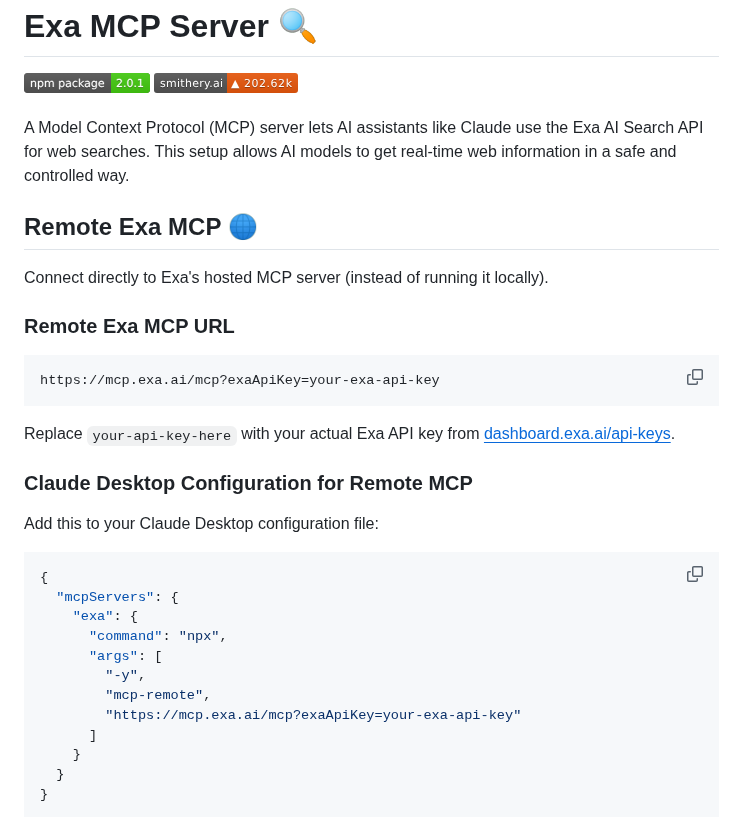 Exa MCP Server 🔍
npm package 2.0.1 smithery.ai ▲ 202.62k
A Model Context Protocol (MCP) server lets AI assistants like Claude use the Exa AI Search API
for web searches. This setup allows AI models to get real-time web information in a safe and
controlled way.
Remote Exa MCP 🌐
Connect directly to Exa's hosted MCP server (instead of running it locally).
Remote Exa MCP URL
https://mcp.exa.ai/mcp?exaApiKey=your-exa-api-key
Replace your-api-key-here with your actual Exa API key from dashboard.exa.ai/api-keys.
Claude Desktop Configuration for Remote MCP
Add this to your Claude Desktop configuration file:
{
  "mcpServers": {
    "exa": {
      "command": "npx",
      "args": [
        "-y",
        "mcp-remote",
        "https://mcp.exa.ai/mcp?exaApiKey=your-exa-api-key"
      ]
    }
  }
}